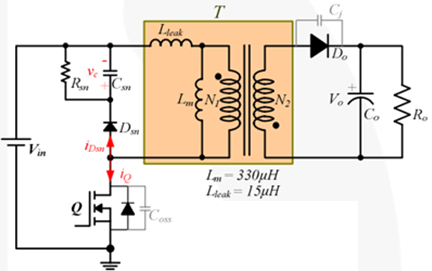 T
L_leak
C_j
R_sn
v_c
-
+
C_sn
L_m
N_1
N_2
D_o
V_o
+
-
C_o
R_o
D_sn
i_Dsn
V_in
i_Q
Q
C_oss
L_m = 330μH
L_leak = 15μH